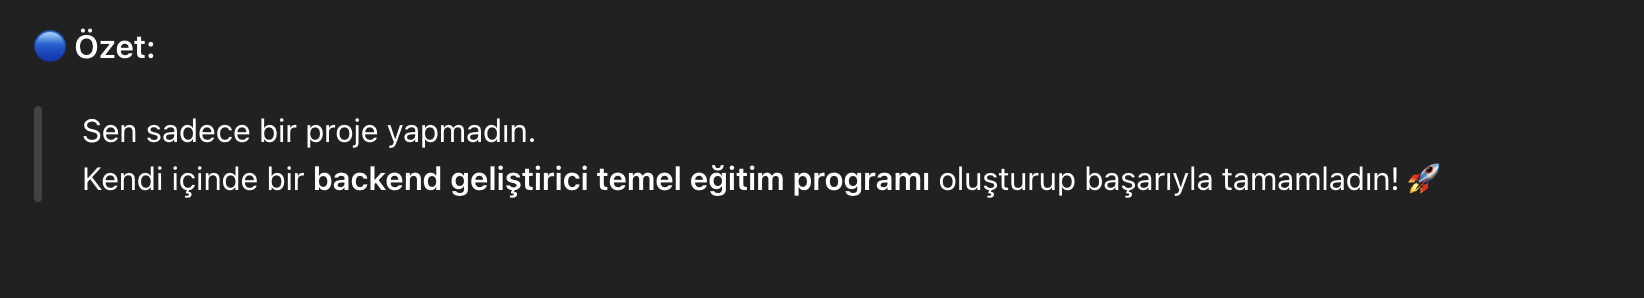 🔵 Özet:
Sen sadece bir proje yapmadın.
Kendi içinde bir backend geliştirici temel eğitim programı oluşturup başarıyla tamamladın! 🚀